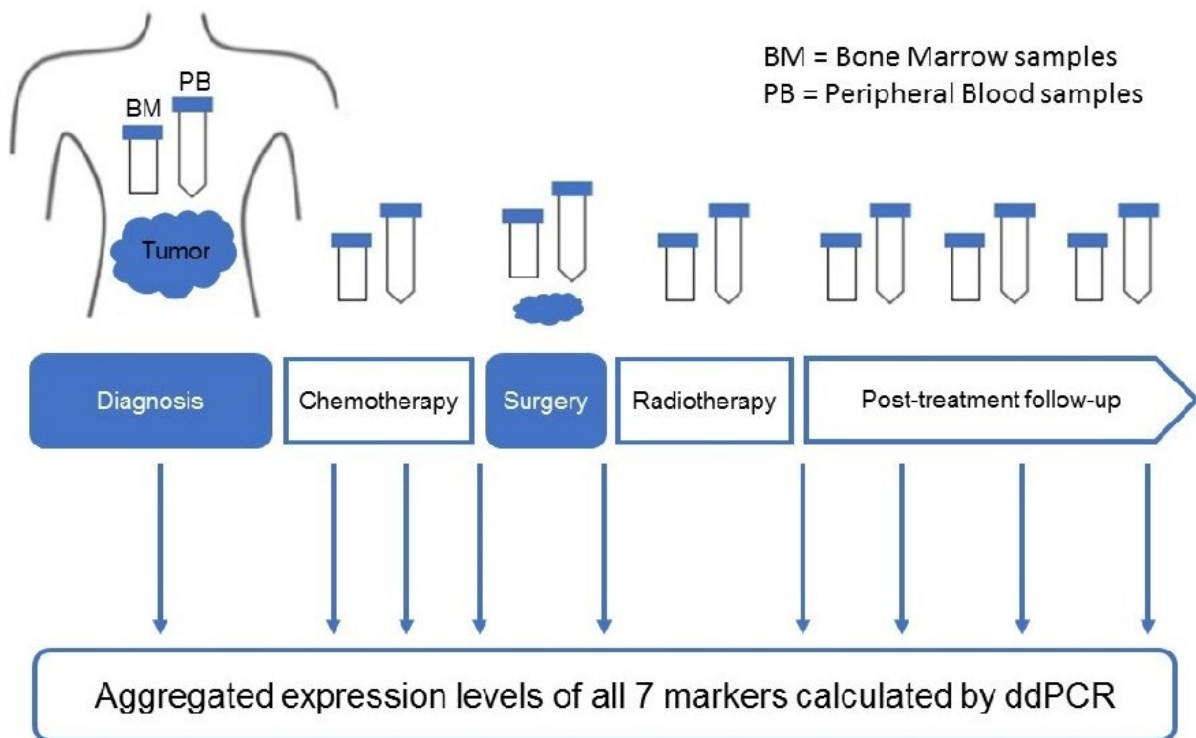 BM = Bone Marrow samples
PB = Peripheral Blood samples
PB
BM
Tumor
Diagnosis
Chemotherapy
Surgery
Radiotherapy
Post-treatment follow-up
Aggregated expression levels of all 7 markers calculated by ddPCR